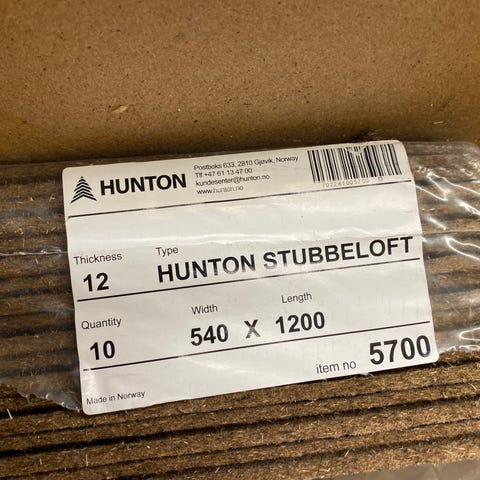 HUNTON
Postboks 633, 2810 Gjøvik, Norway
Tlf +47 61 13 47 00
kundesenter@hunton.no
www.hunton.no
Thickness
12
Type
HUNTON STUBBELOFT
Quantity
10
Width
540
X
Length
1200
Made in Norway
item no 5700